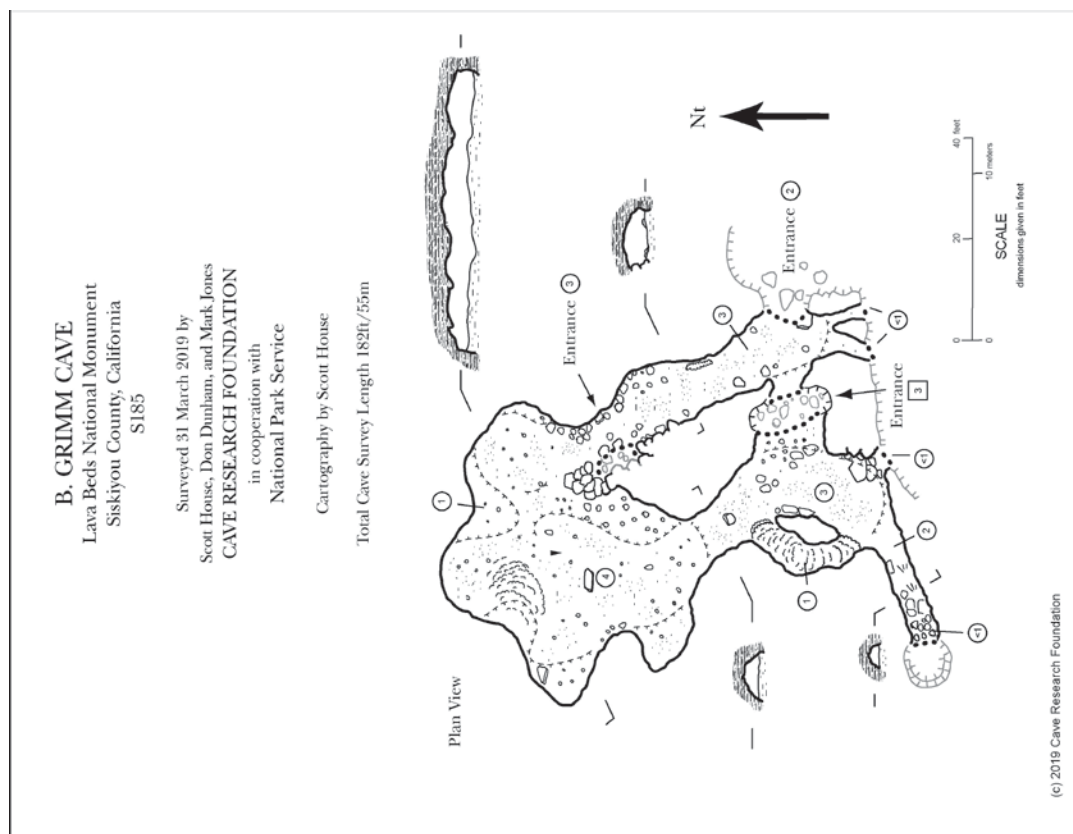 B. GRIMM CAVE
Lava Beds National Monument
Siskiyou County, California
S185
Surveyed 31 March 2019 by
Scott House, Don Dunham, and Mark Jones
CAVE RESEARCH FOUNDATION
in cooperation with
National Park Service
Cartography by Scott House
Total Cave Survey Length 182ft/55m
Plan View
1
Entrance 3
4
Nt
3
Entrance 2
1
3
Entrance
3
2
<1
<1
<1
0 20 40 feet
10 meters
SCALE
dimensions given in feet
(c) 2019 Cave Research Foundation